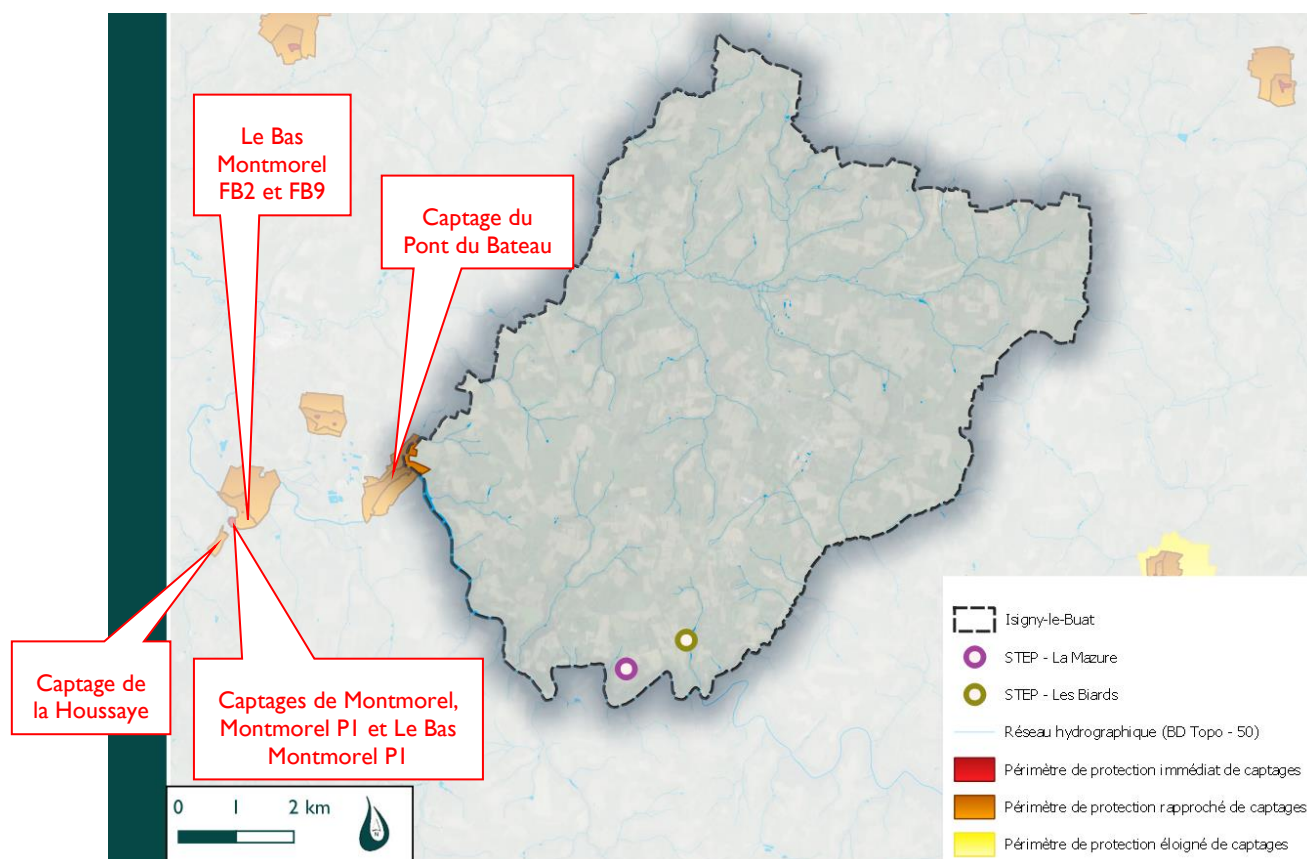 Le Bas
Montmorel
FB2 et FB9
Captage du
Pont du Bateau
Captage de
la Houssaye
Captages de Montmorel,
Montmorel P1 et Le Bas
Montmorel P1
0 1 2 km
Isigny-le-Buat
STEP - La Mazure
STEP - Les Biards
Réseau hydrographique (BD Topo - 50)
Périmètre de protection immédiat de captages
Périmètre de protection rapproché de captages
Périmètre de protection éloigné de captages